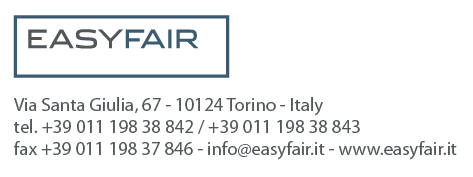 EASYFAIR
Via Santa Giulia, 67 - 10124 Torino - Italy
tel. +39 011 198 38 842 / +39 011 198 38 843
fax +39 011 198 37 846 - info@easyfair.it - www.easyfair.it